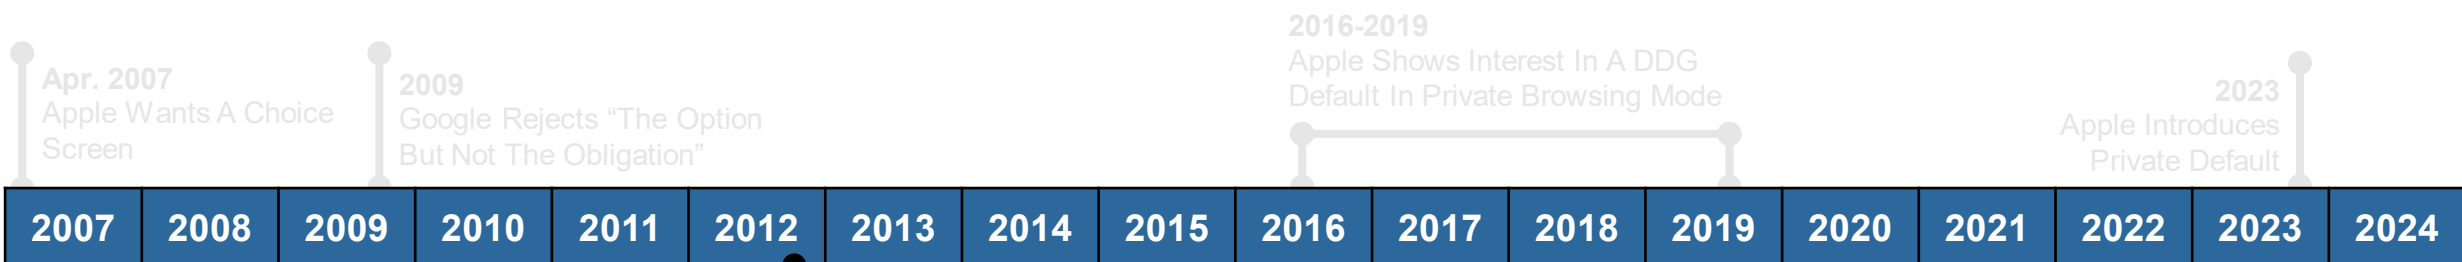 Apr. 2007
Apple Wants A Choice
Screen
2009
Google Rejects “The Option
But Not The Obligation”
2016-2019
Apple Shows Interest In A DDG
Default In Private Browsing Mode
2023
Apple Introduces
Private Default
2007 2008 2009 2010 2011 2012 2013 2014 2015 2016 2017 2018 2019 2020 2021 2022 2023 2024